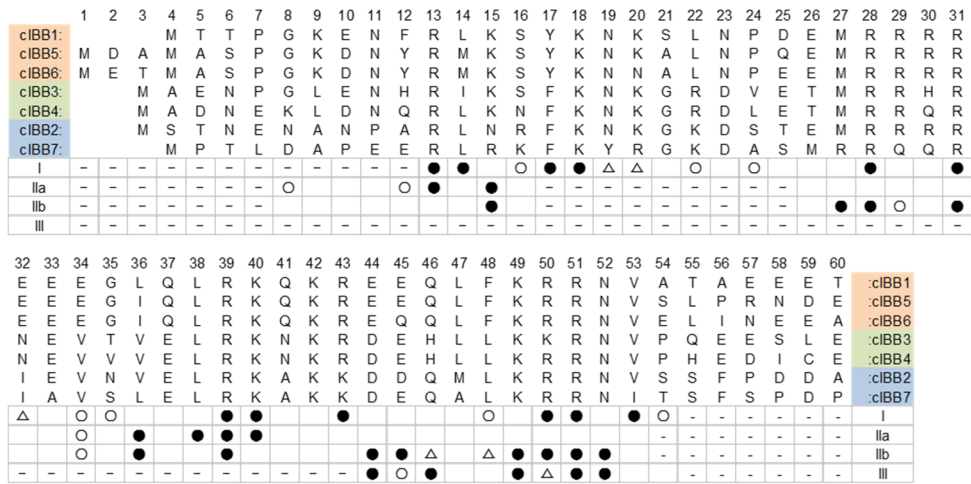 1 2 3 4 5 6 7 8 9 10 11 12 13 14 15 16 17 18 19 20 21 22 23 24 25 26 27 28 29 30 31
cIBB1: M T T P G K E N F R L K S Y K N K S L N P D E M R R R R
cIBB5: M D A M A S P G K D N Y R M K S Y K N K A L N P Q E M R R R R
cIBB6: M E T M A S P G K D N Y R M K S Y K N N A L N P E E M R R R R
cIBB3: M A E N P G L E N H R I K S F K N K G R D V E T M R R H R
cIBB4: M A D N E K L D N Q R L K N F K N K G R D L E T M R R Q R
cIBB2: M S T N E N A N P A R L N R F K N K G K D S T E M R R R R
cIBB7: M P T L D A P E E R L R K F K Y R G K D A S M R R Q Q R
I
IIa
IIb
III
32 33 34 35 36 37 38 39 40 41 42 43 44 45 46 47 48 49 50 51 52 53 54 55 56 57 58 59 60
E E E G L Q L R K Q K R E E Q L F K R R N V A T A E E E T :cIBB1
E E E G I Q L R K Q K R E E Q L F K R R N V S L P R N D E :cIBB5
E E E G I Q L R K Q K R E Q Q L F K R R N V E L I N E E A :cIBB6
N E V T V E L R K N K R D E H L L K R R N V P Q E E S L E :cIBB3
N E V V V E L R K N K R D E H L L K R R N V P H E D I C E :cIBB4
I E V N V E L R K A K K D D Q M L K R R N V S S F P D D A :cIBB2
I A V S L E L R K A K K D E Q A L K R R N I T S F S P D P :cIBB7
I
IIa
IIb
III